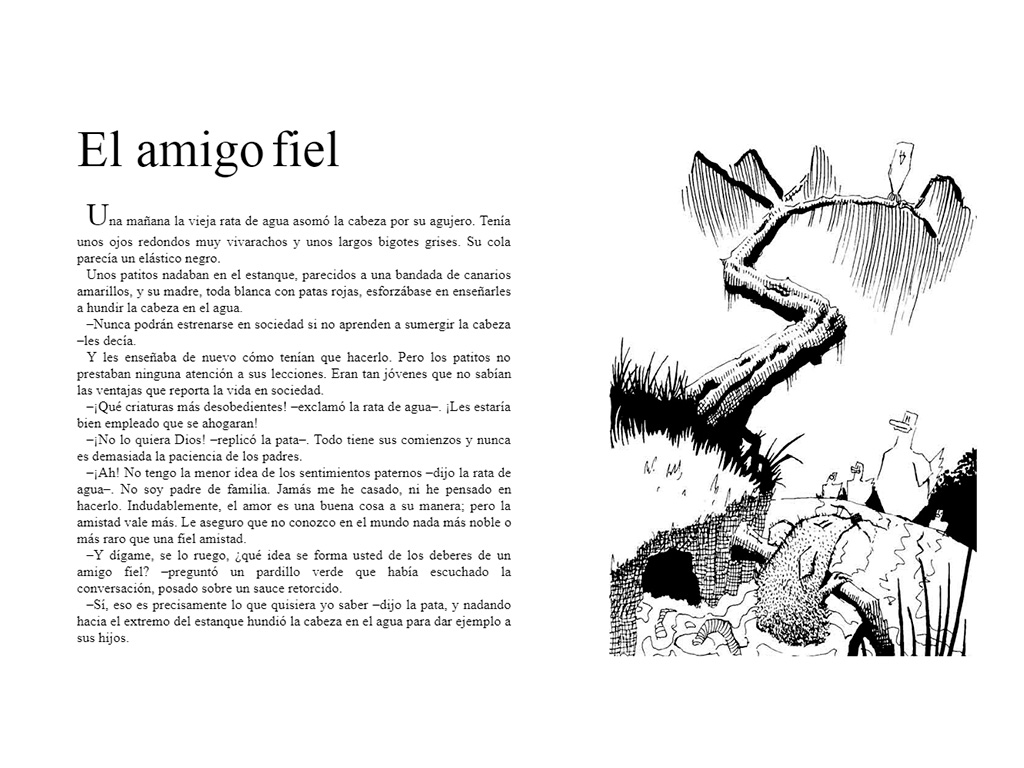 El amigo fiel
Una mañana la vieja rata de agua asomó la cabeza por su agujero. Tenía
unos ojos redondos muy vivarachos y unos largos bigotes grises. Su cola
parecía un elástico negro.
Unos patitos nadaban en el estanque, parecidos a una bandada de canarios
amarillos, y su madre, toda blanca con patas rojas, esforzábase en enseñarles
a hundir la cabeza en el agua.
–Nunca podrán estrenarse en sociedad si no aprenden a sumergir la cabeza
–les decía.
Y les enseñaba de nuevo cómo tenían que hacerlo. Pero los patitos no
prestaban ninguna atención a sus lecciones. Eran tan jóvenes que no sabían
las ventajas que reporta la vida en sociedad.
–¡Qué criaturas más desobedientes! –exclamó la rata de agua–. ¡Les estaría
bien empleado que se ahogaran!
–¡No lo quiera Dios! –replicó la pata–. Todo tiene sus comienzos y nunca
es demasiada la paciencia de los padres.
–¡Ah! No tengo la menor idea de los sentimientos paternos –dijo la rata de
agua–. No soy padre de familia. Jamás me he casado, ni he pensado en
hacerlo. Indudablemente, el amor es una buena cosa a su manera; pero la
amistad vale más. Le aseguro que no conozco en el mundo nada más noble o
más raro que una fiel amistad.
–Y dígame, se lo ruego, ¿qué idea se forma usted de los deberes de un
amigo fiel? –preguntó un pardillo verde que había escuchado la
conversación, posado sobre un sauce retorcido.
–Sí, eso es precisamente lo que quisiera yo saber –dijo la pata, y nadando
hacia el extremo del estanque hundió la cabeza en el agua para dar ejemplo a
sus hijos.